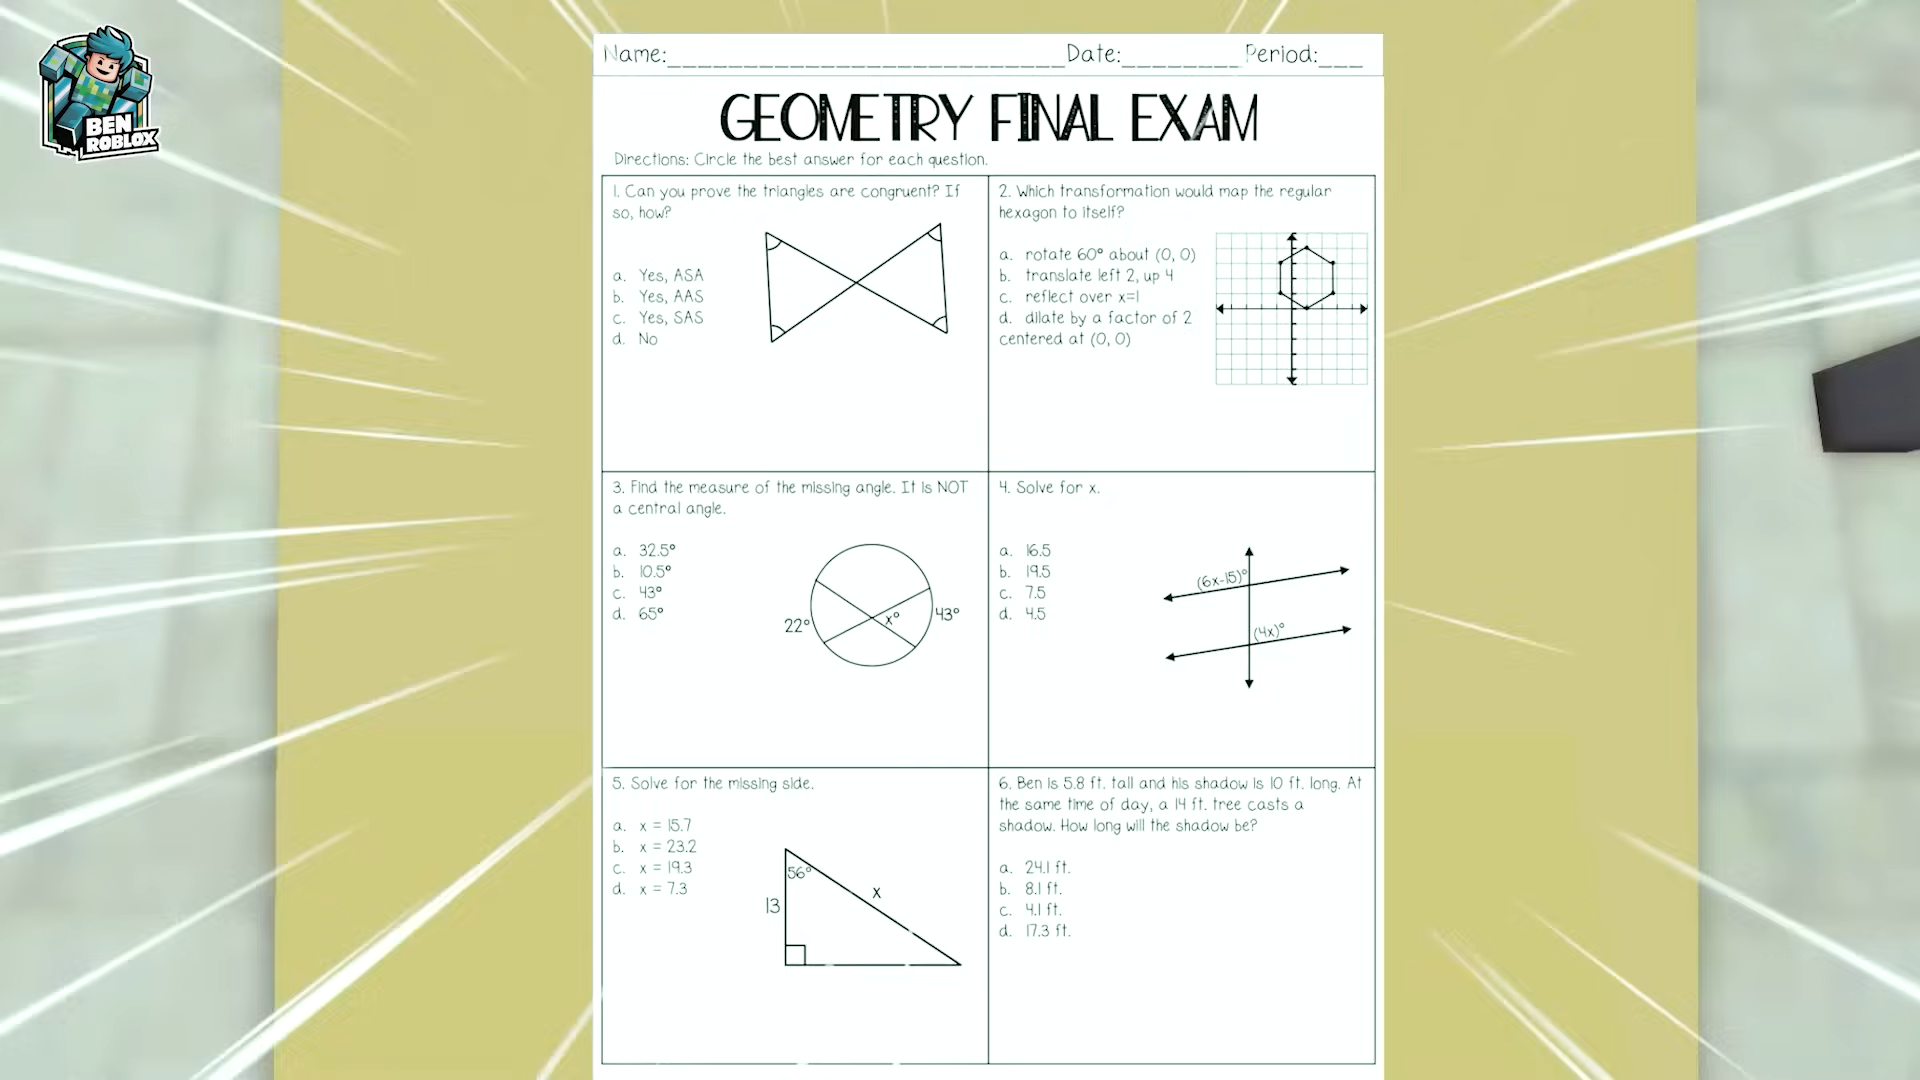 BEN
ROBLOX
Name:__________________________Date:________Period:___
GEOMETRY FINAL EXAM
Directions: Circle the best answer for each question.
1. Can you prove the triangles are congruent? If
so, how?
a. Yes, ASA
b. Yes, AAS
c. Yes, SAS
d. No
2. Which transformation would map the regular
hexagon to itself?
a. rotate 60° about (0, 0)
b. translate left 2, up 4
c. reflect over x=1
d. dilate by a factor of 2
centered at (0, 0)
3. Find the measure of the missing angle. It is NOT
a central angle.
a. 32.5°
b. 10.5°
c. 43°
d. 65°
22°
x°
43°
4. Solve for x.
a. 16.5
b. 19.5
c. 7.5
d. 4.5
(6x-15)°
(4x)°
5. Solve for the missing side.
a. x = 15.7
b. x = 23.2
c. x = 19.3
d. x = 7.3
56°
13
x
6. Ben is 5.8 ft. tall and his shadow is 10 ft. long. At
the same time of day, a 14 ft. tree casts a
shadow. How long will the shadow be?
a. 24.1 ft.
b. 8.1 ft.
c. 4.1 ft.
d. 17.3 ft.